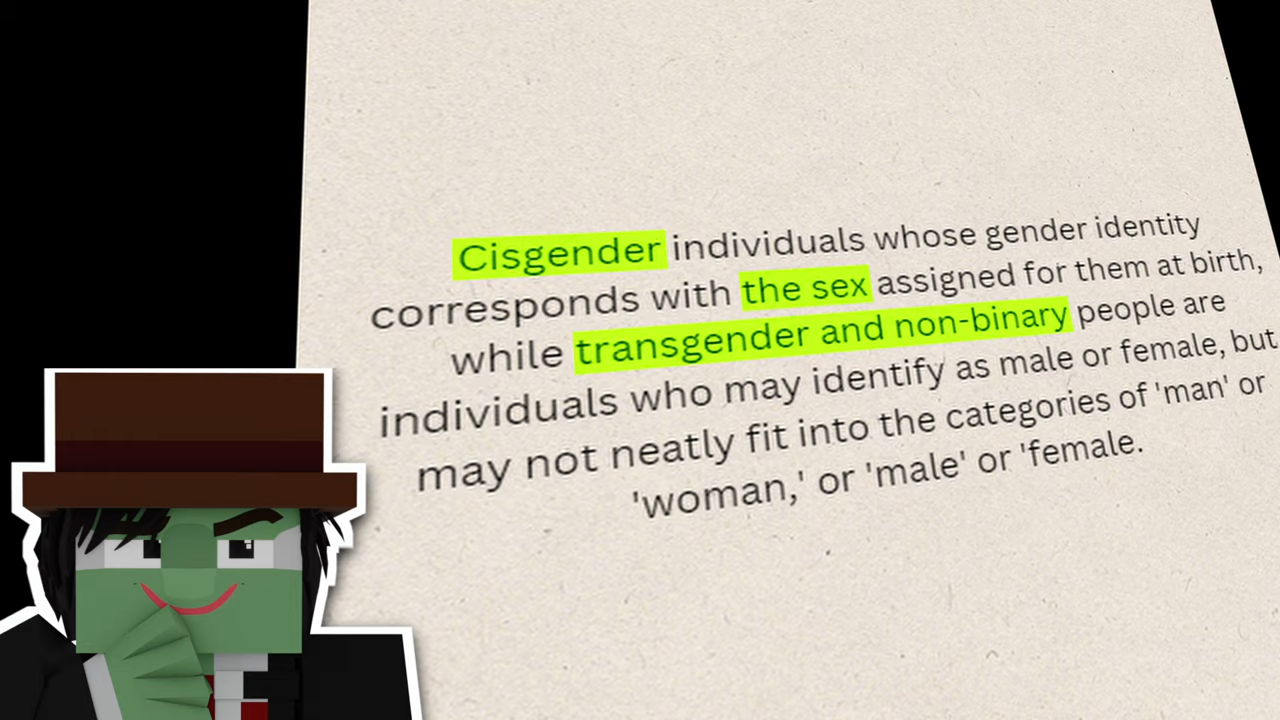 Cisgender individuals whose gender identity
corresponds with the sex assigned for them at birth,
while transgender and non-binary people are
individuals who may identify as male or female, but
may not neatly fit into the categories of 'man' or
'woman,' or 'male' or 'female.